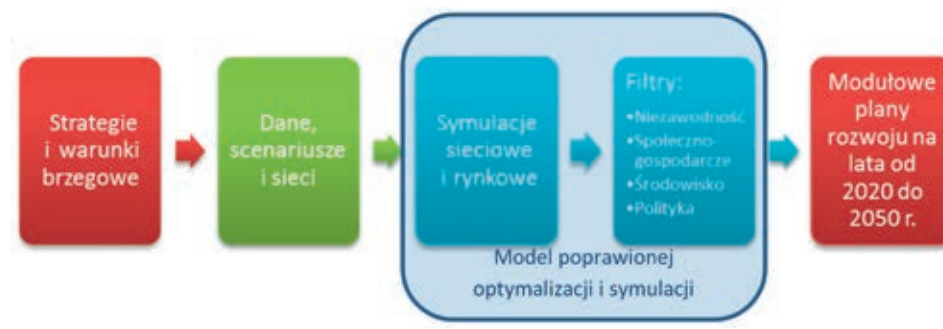 Strategie
i warunki
brzegowe
Dane,
scenariusze
i sieci
Symulacje
sieciowe
i rynkowe
Filtry:
•Niezawodność
•Społeczno-
gospodarcze
•Środowisko
•Polityka
Modułowe
plany
rozwoju na
lata od
2020 do
2050 r.
Model poprawionej
optymalizacji i symulacji